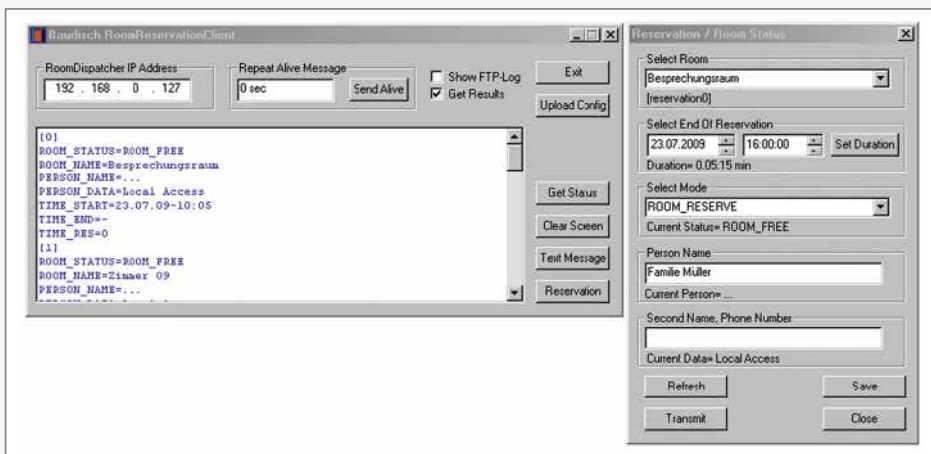 Baudisch.RoomReservationClient
RoomDispatcher IP Address
192 . 168 . 0 . 127
Repeat Alive Message
0 sec
Send Alive
Show FTP-Log
Get Results
Exit
Upload Config
[0]
ROOM_STATUS=ROOM_FREE
ROOM_NAME=Besprechungsraum
PERSON_NAME=...
PERSON_DATA=Local Access
TIME_START=23.07.09-10:05
TIME_END=-
TIME_RES=0
[1]
ROOM_STATUS=ROOM_FREE
ROOM_NAME=Zimmer 09
PERSON_NAME=...
Get Status
Clear Screen
Text Message
Reservation
Reservation / Room Status
Select Room
Besprechungsraum
[reservation0]
Select End Of Reservation
23.07.2009
16:00:00
Set Duration
Duration= 0.05:15 min
Select Mode
ROOM_RESERVE
Current Status= ROOM_FREE
Person Name
Familie Müller
Current Person= ...
Second Name, Phone Number
Current Data= Local Access
Refresh
Save
Transmit
Close